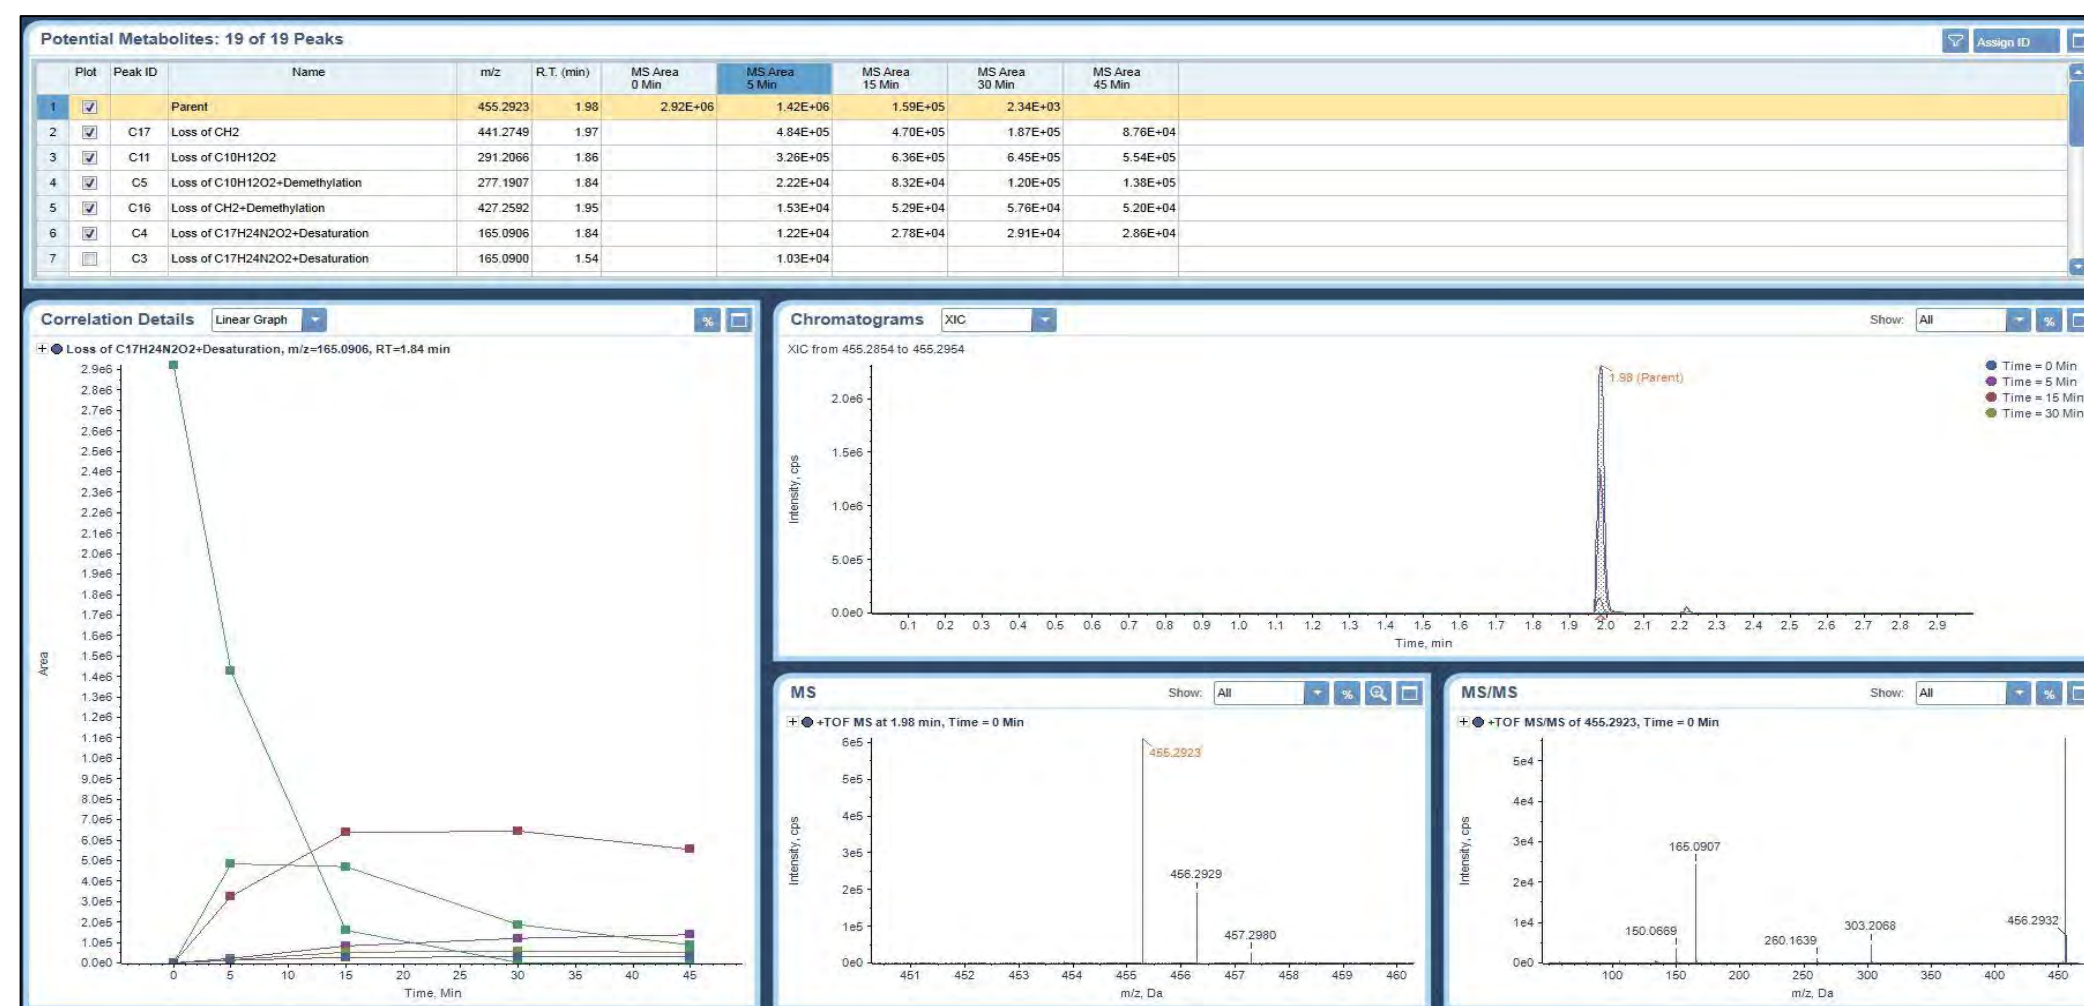 Potential Metabolites: 19 of 19 Peaks
Assign ID
Plot Peak ID Name m/z R.T. (min) MS Area 0 Min MS Area 5 Min MS Area 15 Min MS Area 30 Min MS Area 45 Min
1 Parent 455.2923 1.98 2.92E+06 1.42E+06 1.59E+05 2.34E+03
2 C17 Loss of CH2 441.2749 1.97 4.84E+05 4.70E+05 1.87E+05 8.76E+04
3 C11 Loss of C10H12O2 291.2066 1.86 3.26E+05 6.36E+05 6.45E+05 5.54E+05
4 C5 Loss of C10H12O2+Demethylation 277.1907 1.84 2.22E+04 8.32E+04 1.20E+05 1.38E+05
5 C16 Loss of CH2+Demethylation 427.2592 1.95 1.53E+04 5.29E+04 5.76E+04 5.20E+04
6 C4 Loss of C17H24N2O2+Desaturation 165.0906 1.84 1.22E+04 2.78E+04 2.91E+04 2.86E+04
7 C3 Loss of C17H24N2O2+Desaturation 165.0900 1.54 1.03E+04
Correlation Details Linear Graph %
Loss of C17H24N2O2+Desaturation, m/z=165.0906, RT=1.84 min
2.9e6
2.8e6
2.7e6
2.6e6
2.5e6
2.4e6
2.3e6
2.2e6
2.1e6
2.0e6
1.9e6
1.8e6
1.7e6
1.6e6
1.5e6
1.4e6
1.3e6
1.2e6
1.1e6
1.0e6
9.0e5
8.0e5
7.0e5
6.0e5
5.0e5
4.0e5
3.0e5
2.0e5
1.0e5
0.0e0
Area
0 5 10 15 20 25 30 35 40 45
Time, Min
Chromatograms XIC Show: All %
XIC from 455.2854 to 455.2954
1.98 (Parent)
Time = 0 Min
Time = 5 Min
Time = 15 Min
Time = 30 Min
2.0e6
1.5e6
1.0e6
5.0e5
0.0e0
Intensity, cps
0.1 0.2 0.3 0.4 0.5 0.6 0.7 0.8 0.9 1.0 1.1 1.2 1.3 1.4 1.5 1.6 1.7 1.8 1.9 2.0 2.1 2.2 2.3 2.4 2.5 2.6 2.7 2.8 2.9
Time, min
MS Show: All %
+TOF MS at 1.98 min, Time = 0 Min
6e5
5e5
4e5
3e5
2e5
1e5
0e0
Intensity, cps
455.2923
456.2929
457.2980
451 452 453 454 455 456 457 458 459 460
m/z, Da
MS/MS Show: All %
+TOF MS/MS of 455.2923, Time = 0 Min
5e4
4e4
3e4
2e4
1e4
0e0
Intensity, cps
165.0907
150.0669
260.1639
303.2068
456.2932
100 150 200 250 300 350 400 450
m/z, Da